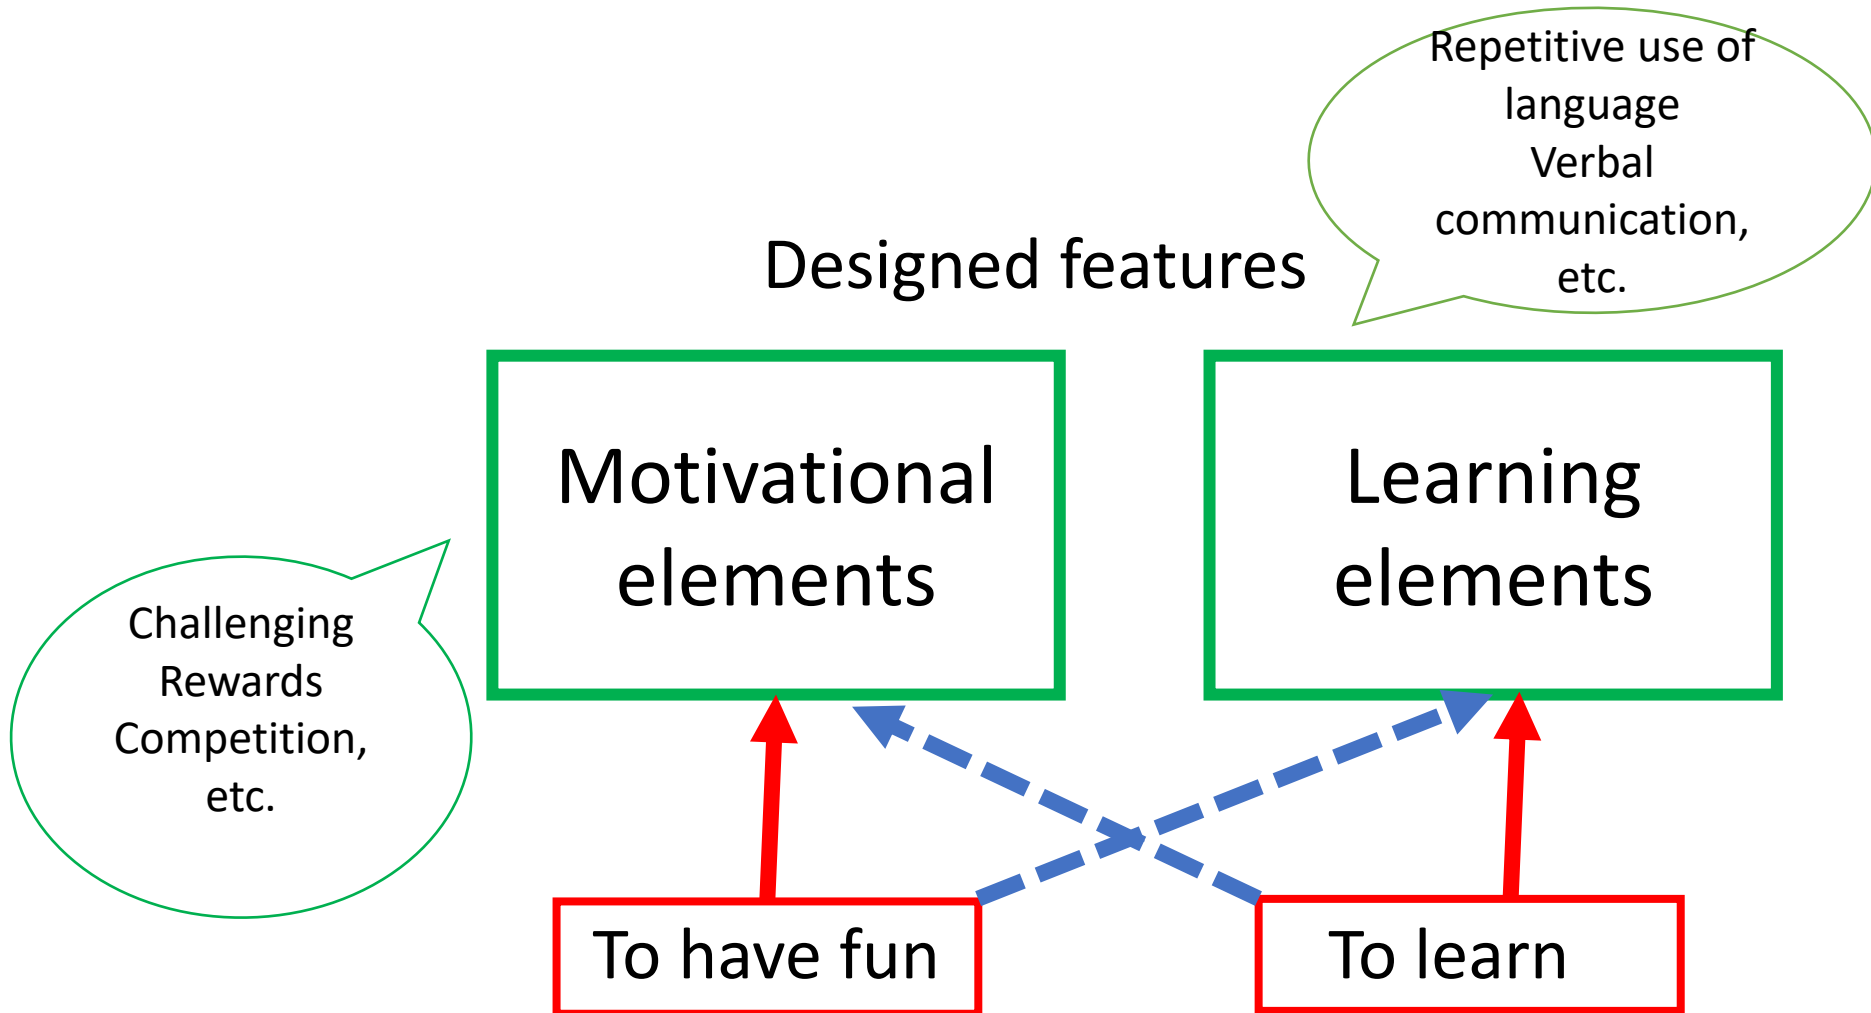 Repetitive use of
language
Verbal
communication,
etc.
Designed features
Motivational
elements
Learning
elements
Challenging
Rewards
Competition,
etc.
To have fun
To learn